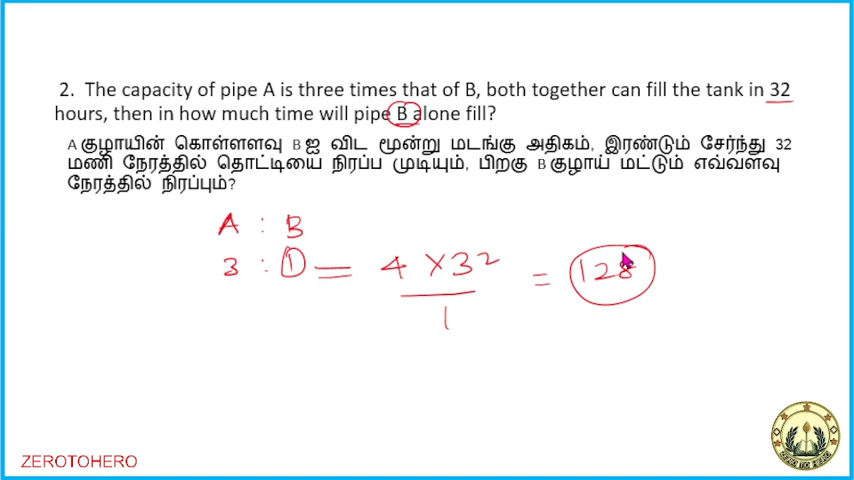 2. The capacity of pipe A is three times that of B, both together can fill the tank in 32
hours, then in how much time will pipe B alone fill?
A குழாயின் கொள்ளளவு B ஐ விட மூன்று மடங்கு அதிகம், இரண்டும் சேர்ந்து 32
மணி நேரத்தில் தொட்டியை நிரப்ப முடியும், பிறகு B குழாய் மட்டும் எவ்வளவு
நேரத்தில் நிரப்பும்?
A : B
3 : 1 = 4 × 32 = 128
1
ZEROTOHERO